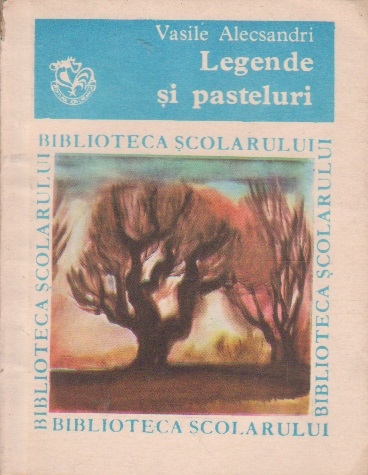 Vasile Alecsandri
Legende
și pasteluri
BIBLIOTECA ȘCOLARULUI
BIBLIOTECA ȘCOLARULUI
BIBLIOTECA ȘCOLARULUI
BIBLIOTECA ȘCOLARULUI